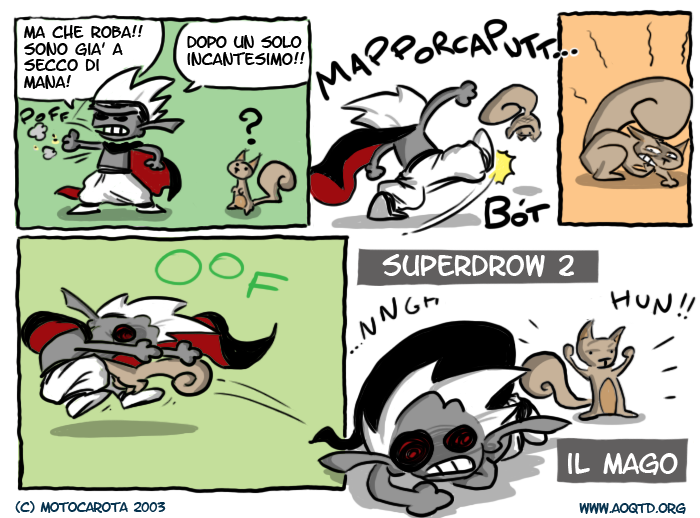 MA CHE ROBA!!
SONO GIA' A
SECCO DI
MANA!
DOPO UN SOLO
INCANTESIMO!!
POFF
?
MAPPORCAPUTT...
BÓT
OOF
SUPERDROW 2
...NNGH
HUN!!
IL MAGO
(C) MOTOCAROTA 2003
WWW.AOQTD.ORG